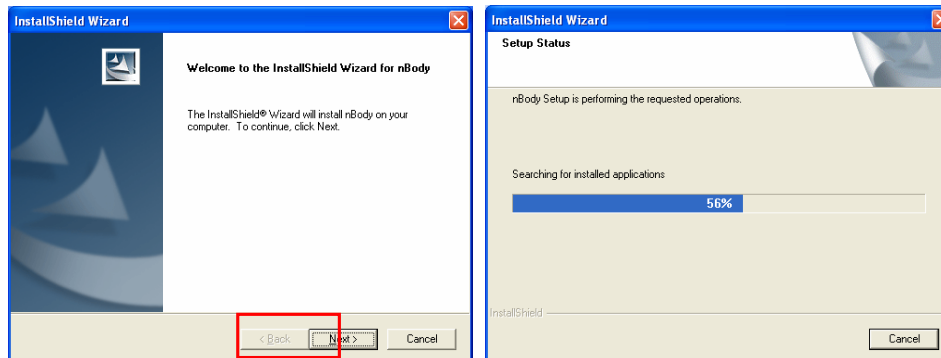 InstallShield Wizard
Welcome to the InstallShield Wizard for nBody
The InstallShield® Wizard will install nBody on your
computer. To continue, click Next.
< Back
Next >
Cancel
InstallShield Wizard
Setup Status
nBody Setup is performing the requested operations.
Searching for installed applications
56%
InstallShield
Cancel